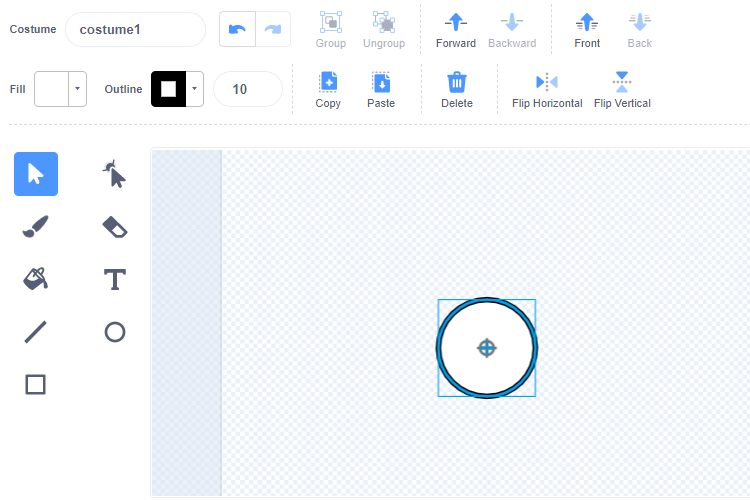 Costume costume1
Group Ungroup Forward Backward Front Back
Fill Outline 10
Copy Paste Delete Flip Horizontal Flip Vertical